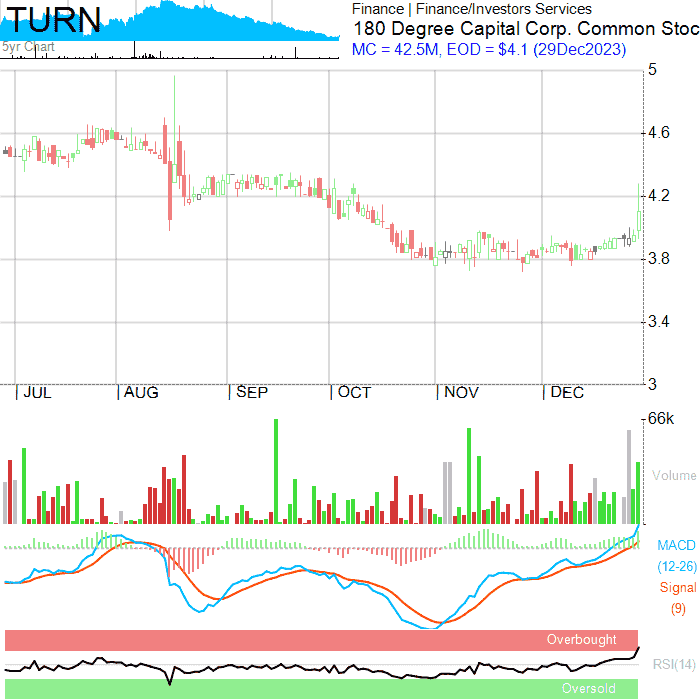 TURN
5yr Chart
Finance | Finance/Investors Services
180 Degree Capital Corp. Common Stoc
MC = 42.5M, EOD = $4.1 (29Dec2023)
5
4.6
4.2
3.8
3.4
3
JUL
AUG
SEP
OCT
NOV
DEC
66k
Volume
MACD
(12-26)
Signal
(9)
Overbought
RSI(14)
Oversold